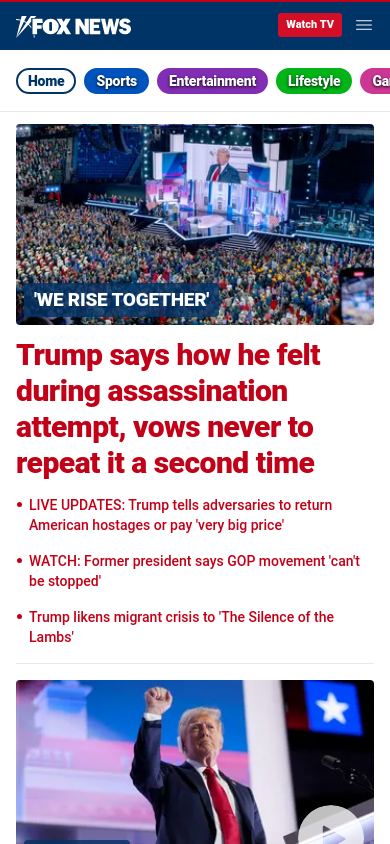 FOX NEWS
Watch TV
Home
Sports
Entertainment
Lifestyle
Ga
'WE RISE TOGETHER'
Trump says how he felt
during assassination
attempt, vows never to
repeat it a second time
• LIVE UPDATES: Trump tells adversaries to return
American hostages or pay 'very big price'
• WATCH: Former president says GOP movement 'can't
be stopped'
• Trump likens migrant crisis to 'The Silence of the
Lambs'